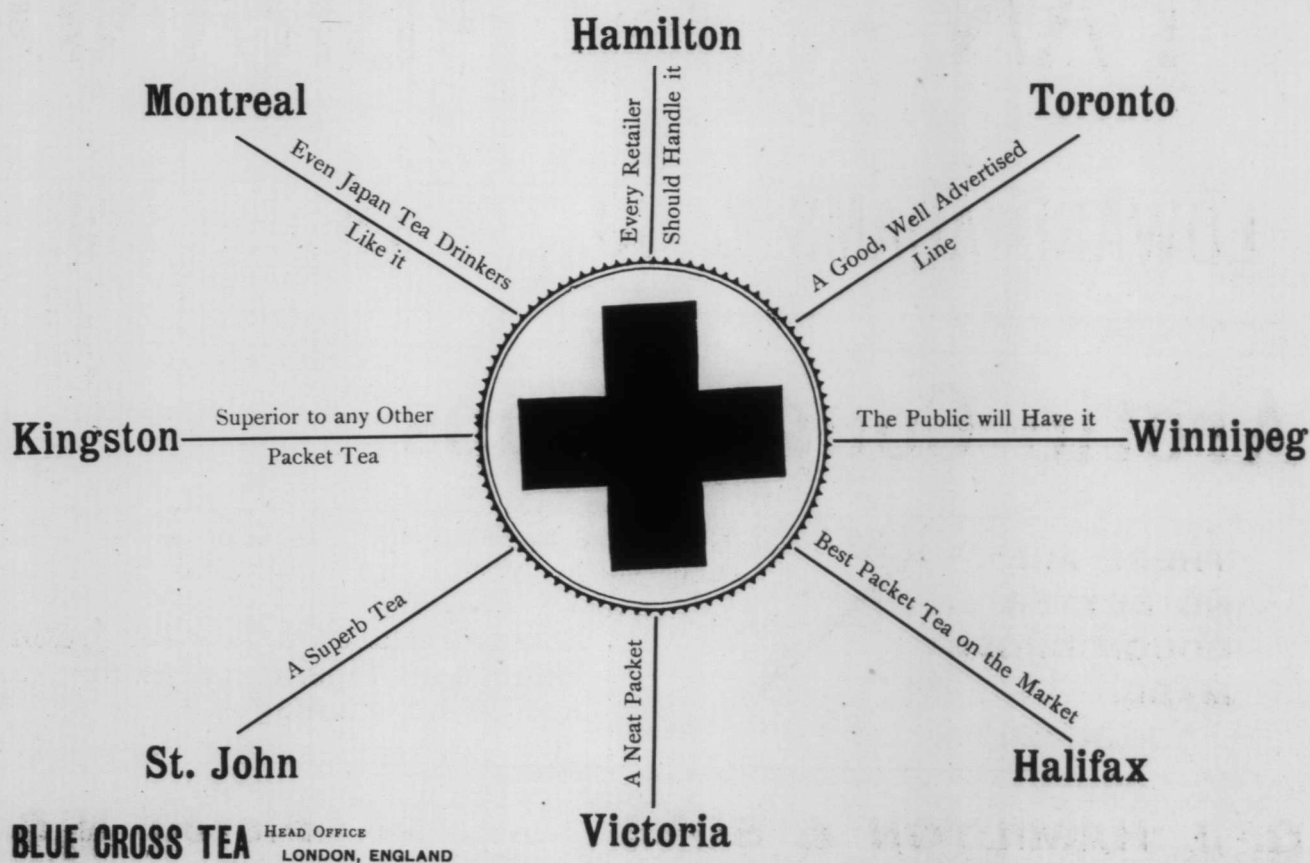 Hamilton
Montreal
Toronto
Every Retailer
Should Handle it
Even Japan Tea Drinkers
Like it
A Good, Well Advertised
Line
Kingston
Superior to any Other
Packet Tea
The Public will Have it
Winnipeg
A Superb Tea
A Neat Packet
Best Packet Tea on the Market
St. John
Victoria
Halifax
BLUE CROSS TEA HEAD OFFICE
LONDON, ENGLAND